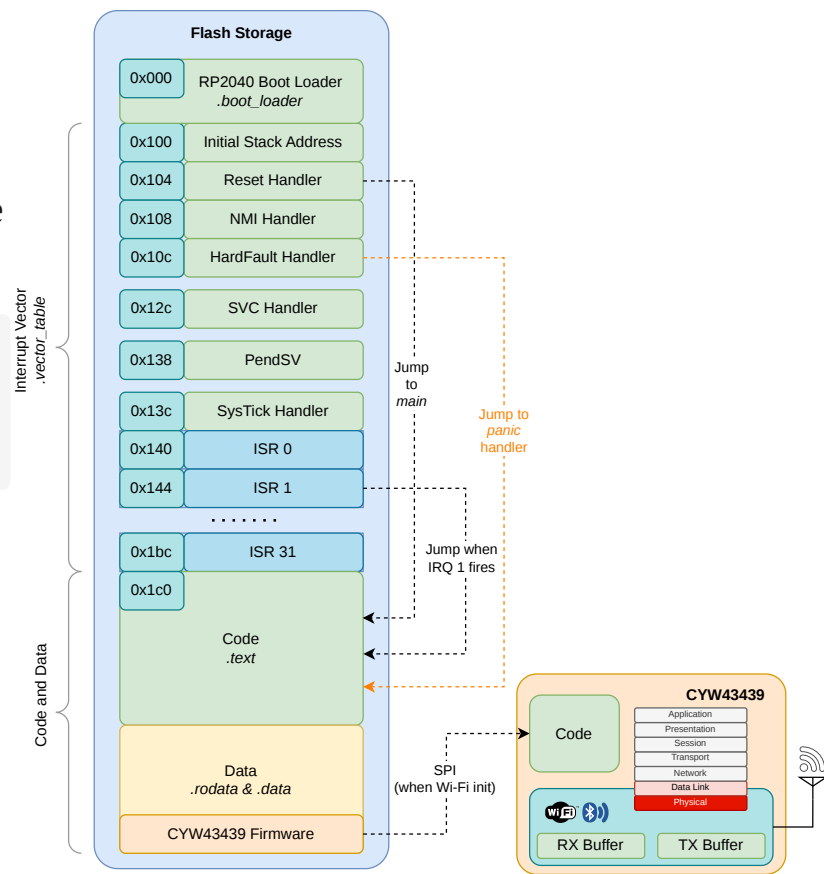 Flash Storage
0x000
RP2040 Boot Loader
.boot_loader
0x100
Initial Stack Address
0x104
Reset Handler
e
0x108
NMI Handler
0x10c
HardFault Handler
Interrupt Vector
.vector_table
0x12c
SVC Handler
0x138
PendSV
Jump
to
main
0x13c
SysTick Handler
Jump to
panic
handler
0x140
ISR 0
0x144
ISR 1
.......
0x1bc
ISR 31
Jump when
IRQ 1 fires
0x1c0
Code
.text
Code and Data
Data
.rodata & .data
SPI
(when Wi-Fi init)
CYW43439 Firmware
CYW43439
Code
Application
Presentation
Session
Transport
Network
Data Link
Physical
WiFi
RX Buffer
TX Buffer